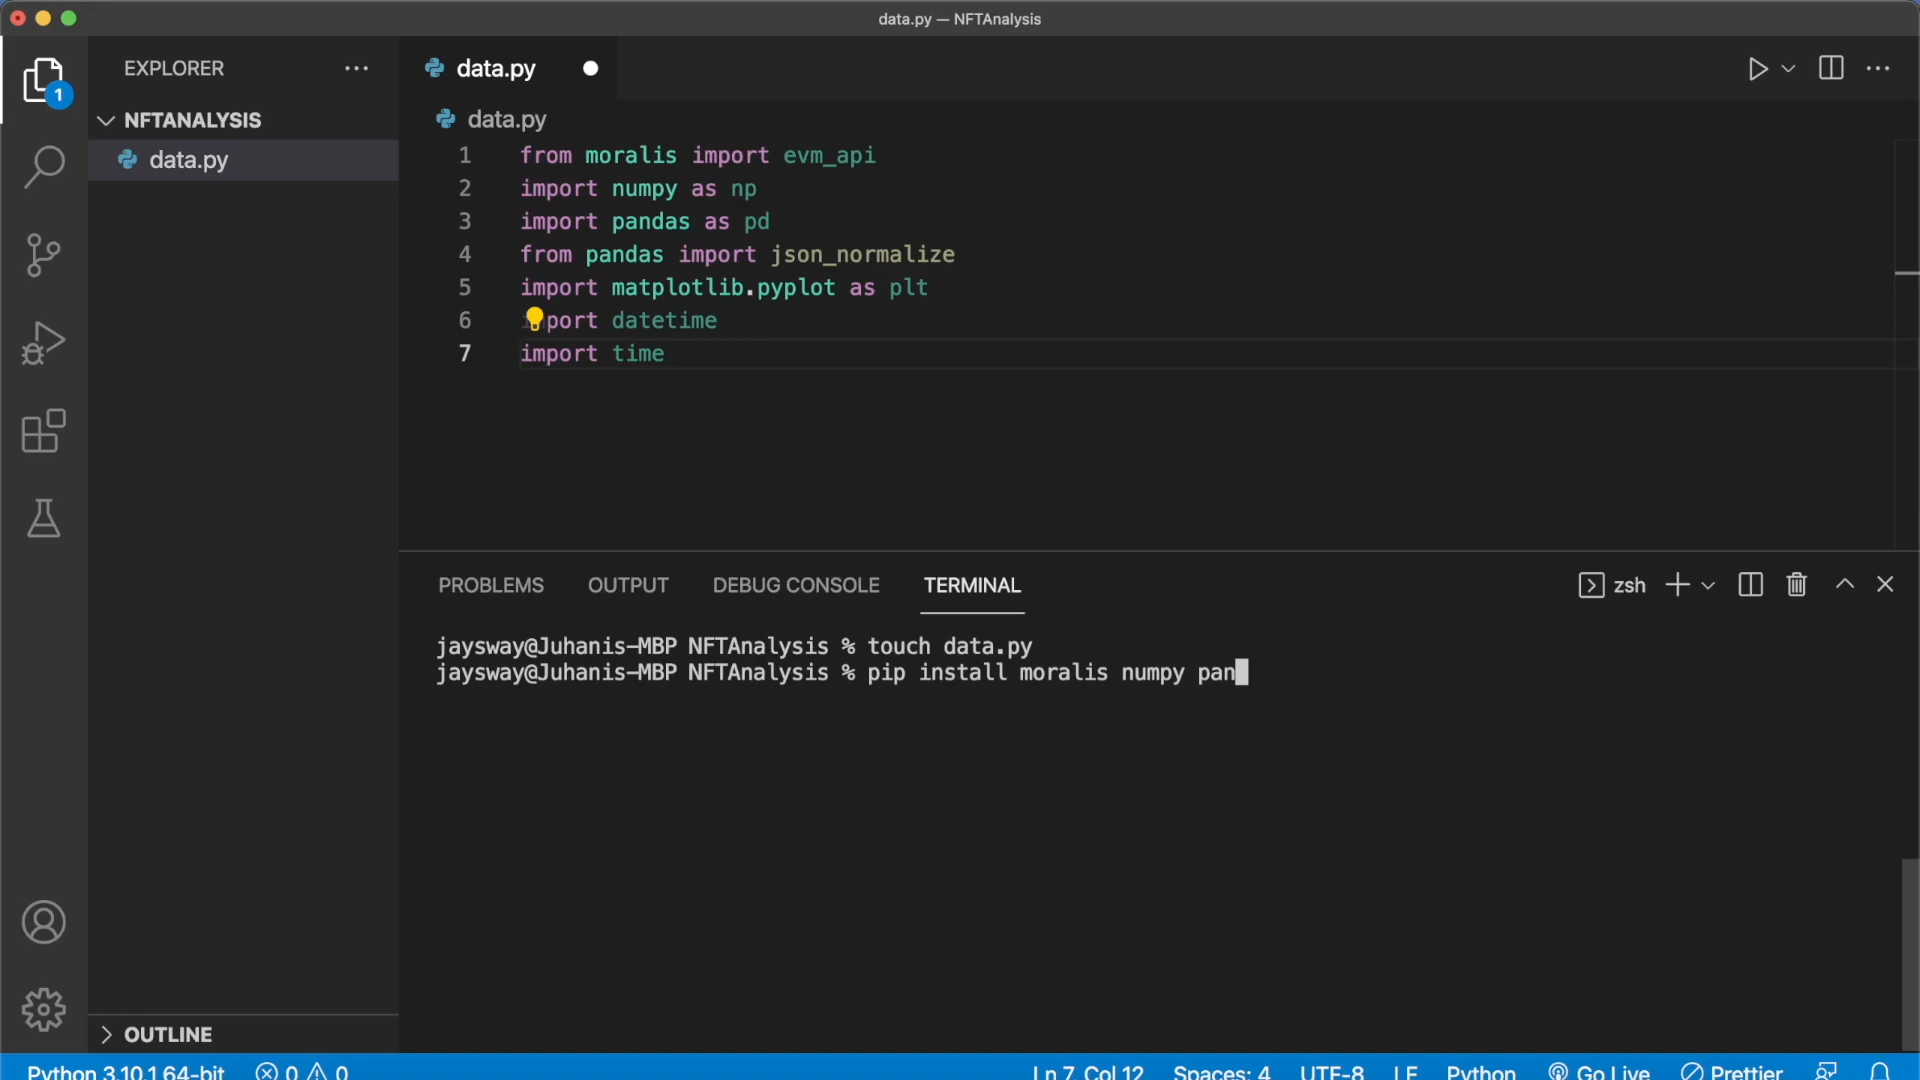 data.py — NFTAnalysis
EXPLORER
data.py
1
NFTANALYSIS
data.py
data.py
1 from moralis import evm_api
2 import numpy as np
3 import pandas as pd
4 from pandas import json_normalize
5 import matplotlib.pyplot as plt
6 import datetime
7 import time
PROBLEMS OUTPUT DEBUG CONSOLE TERMINAL zsh
jaysway@Juhanis-MBP NFTAnalysis % touch data.py
jaysway@Juhanis-MBP NFTAnalysis % pip install moralis numpy pan
OUTLINE
Python 3.10.1 64-bit 0 0 Ln 7, Col 12 Spaces: 4 UTF-8 LF Python Go Live Prettier